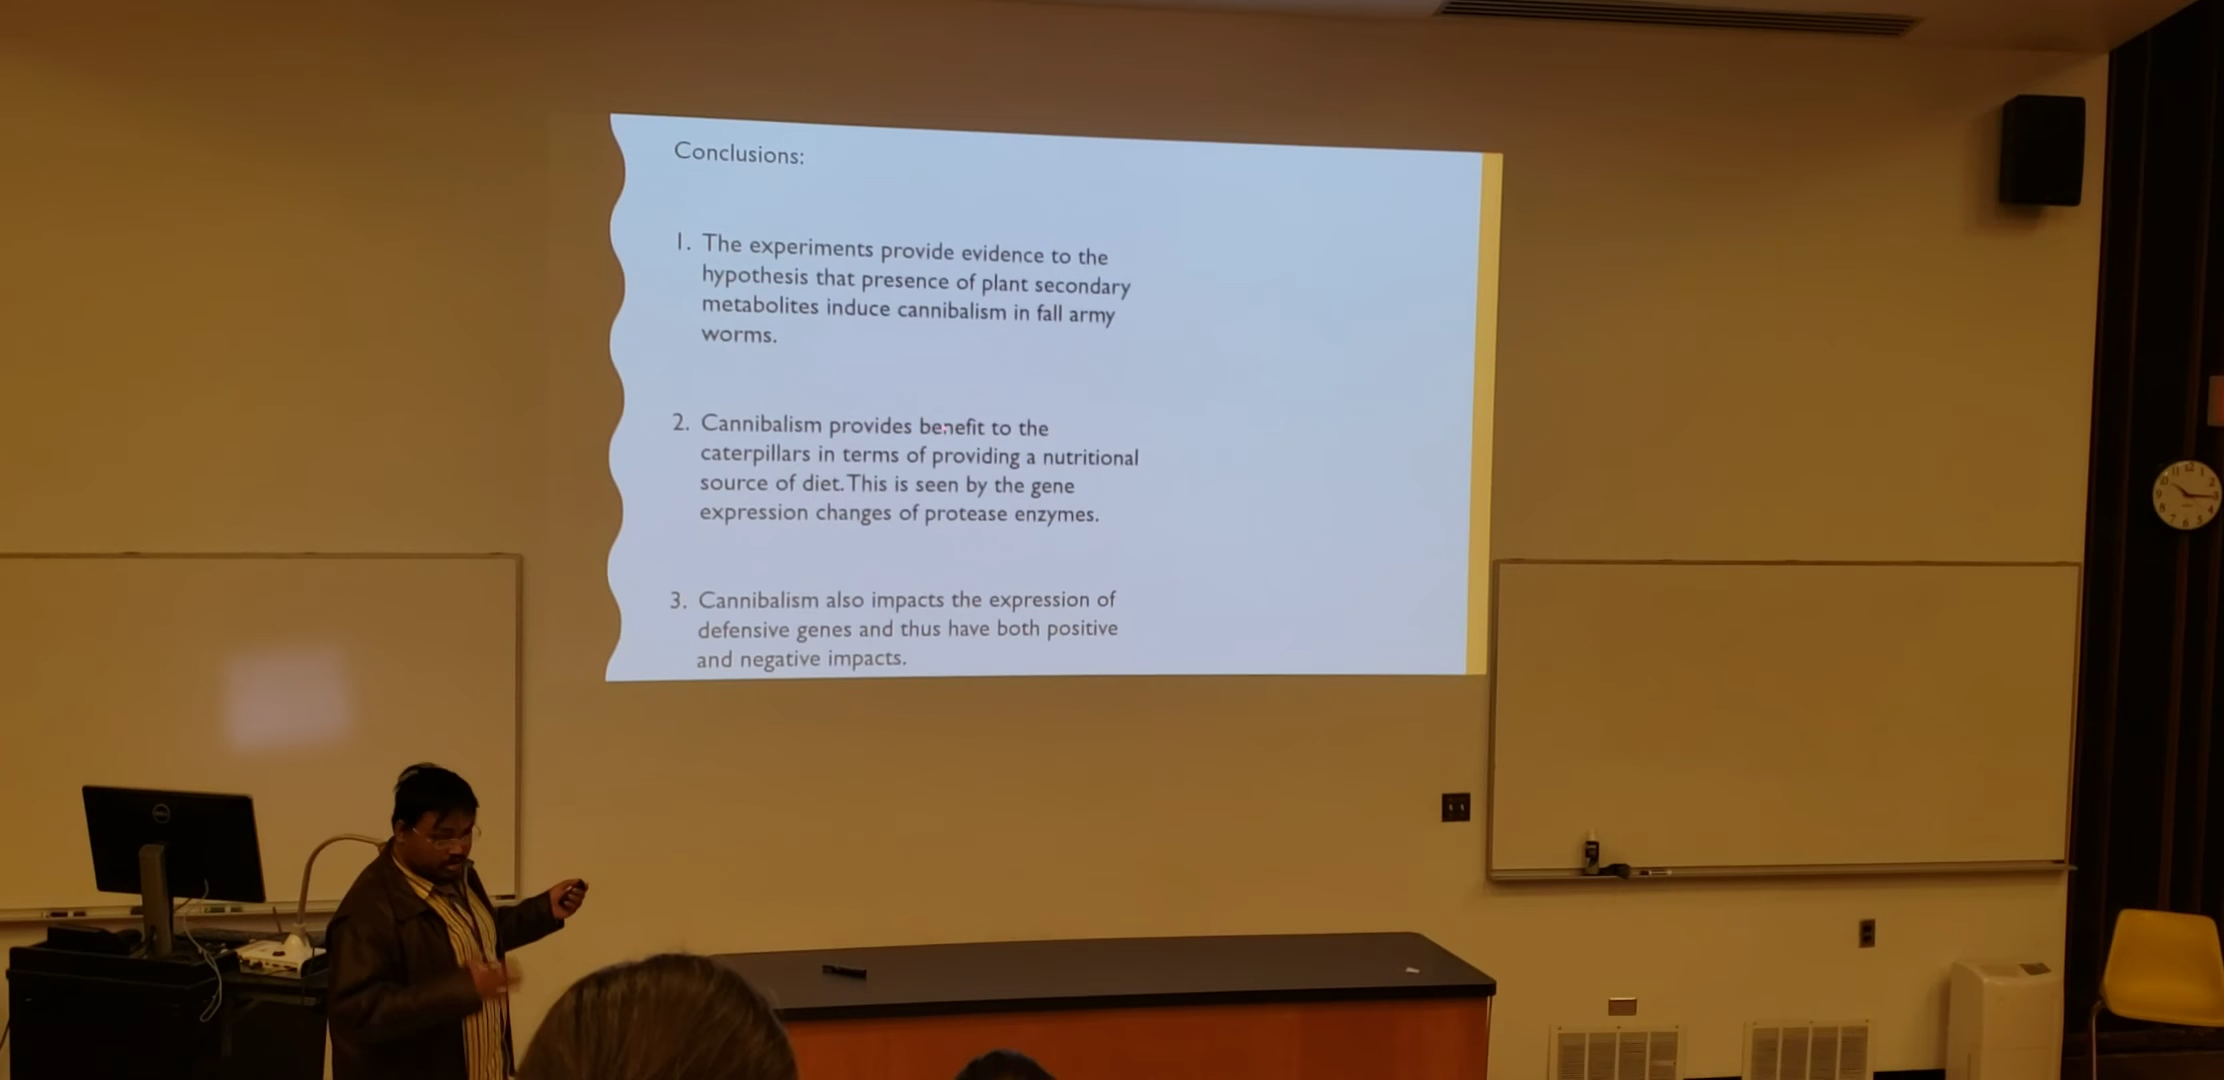 Conclusions:
1. The experiments provide evidence to the
hypothesis that presence of plant secondary
metabolites induce cannibalism in fall army
worms.
2. Cannibalism provides benefit to the
caterpillars in terms of providing a nutritional
source of diet. This is seen by the gene
expression changes of protease enzymes.
3. Cannibalism also impacts the expression of
defensive genes and thus have both positive
and negative impacts.